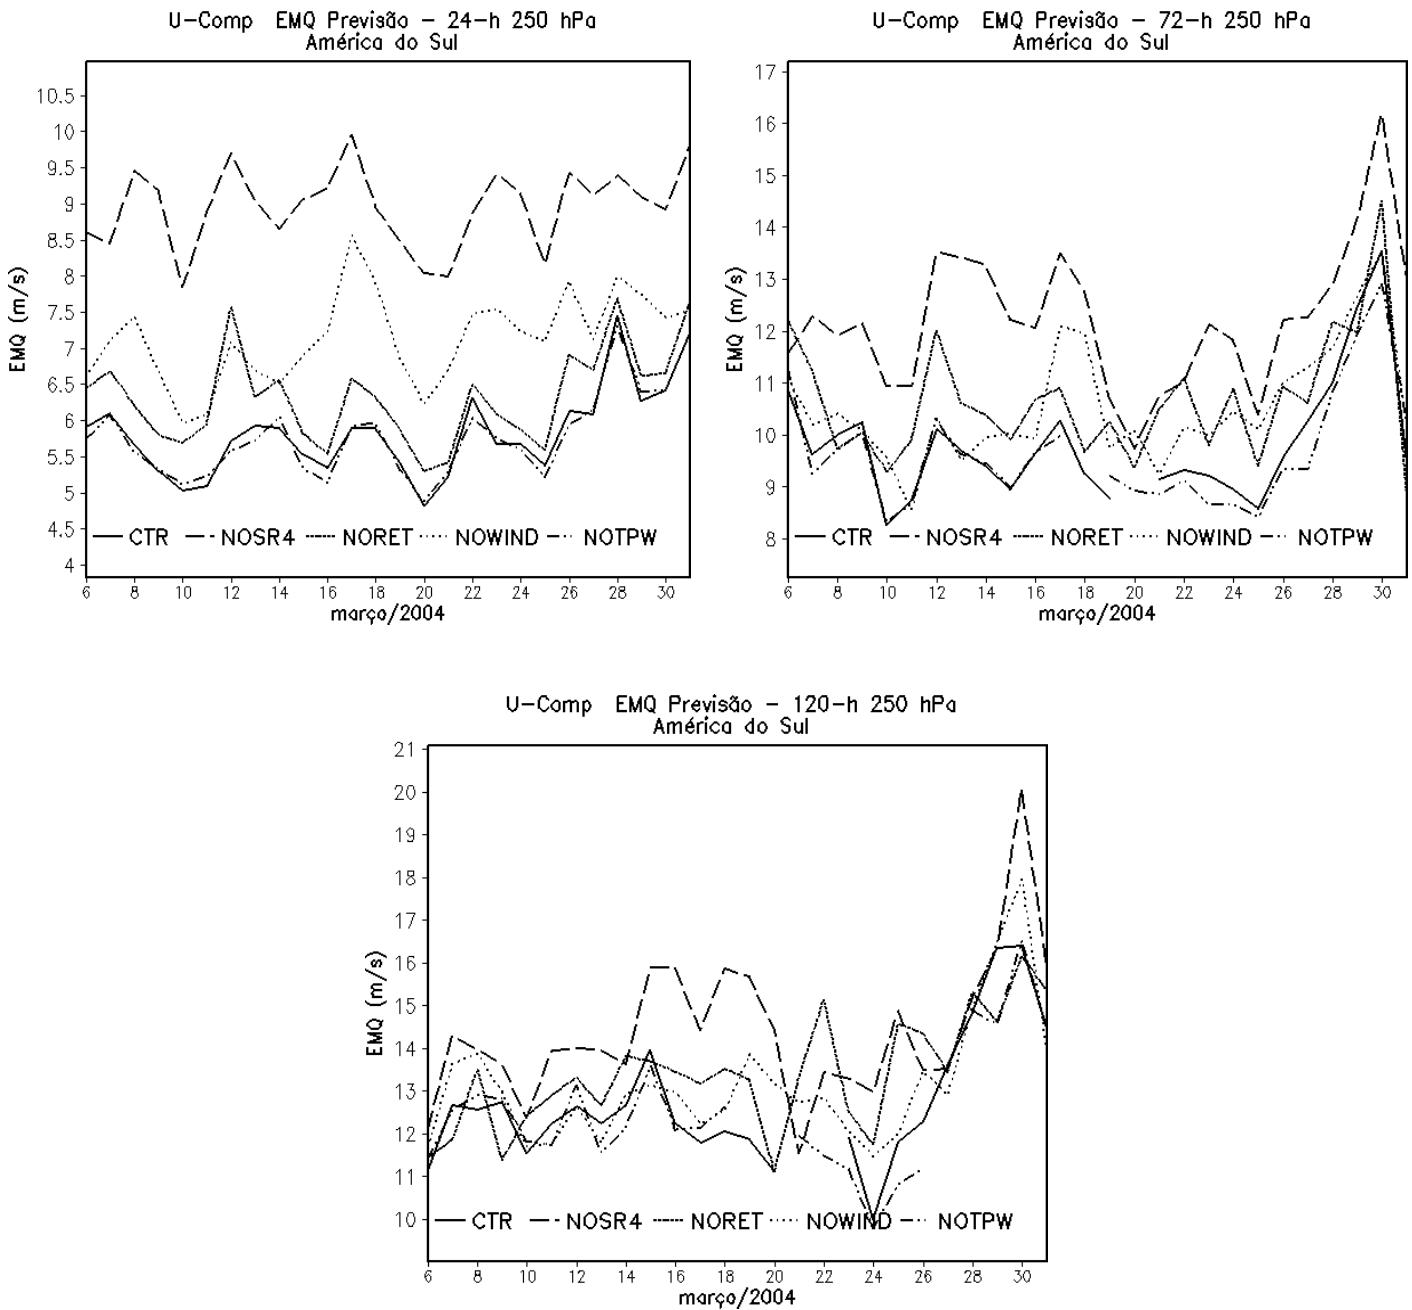 U-Comp EMQ Previsão - 24-h 250 hPa
América do Sul
EMQ (m/s)
10.5
10
9.5
9
8.5
8
7.5
7
6.5
6
5.5
5
4.5
4
CTR NOSR4 NORET NOWIND NOTPW
6 8 10 12 14 16 18 20 22 24 26 28 30
março/2004
U-Comp EMQ Previsão - 72-h 250 hPa
América do Sul
EMQ (m/s)
17
16
15
14
13
12
11
10
9
8
CTR NOSR4 NORET NOWIND NOTPW
6 8 10 12 14 16 18 20 22 24 26 28 30
março/2004
U-Comp EMQ Previsão - 120-h 250 hPa
América do Sul
EMQ (m/s)
21
20
19
18
17
16
15
14
13
12
11
10
CTR NOSR4 NORET NOWIND NOTPW
6 8 10 12 14 16 18 20 22 24 26 28 30
março/2004